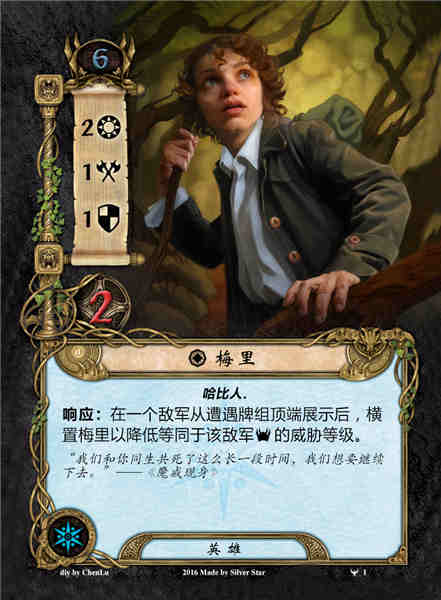 6
2
1
1
2
梅里
哈比人.
响应：在一个敌军从遭遇牌组顶端展示后，横
置梅里以降低等同于该敌军的威胁等级。
“我们和你同生共死了这么长一段时间，我们想要继续
下去。”——《魔戒现身》
英雄
diy by ChenLu
2016 Made by Silver Star
1